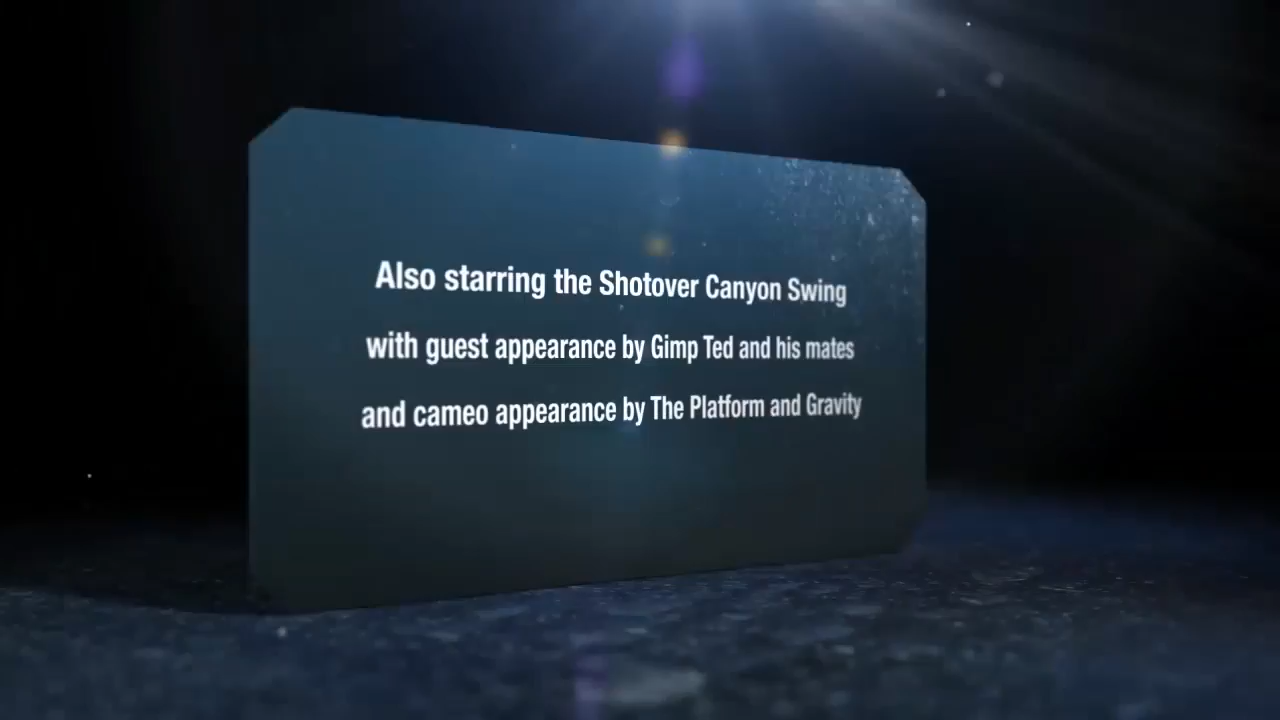 Also starring the Shotover Canyon Swing
with guest appearance by Gimp Ted and his mates
and cameo appearance by The Platform and Gravity